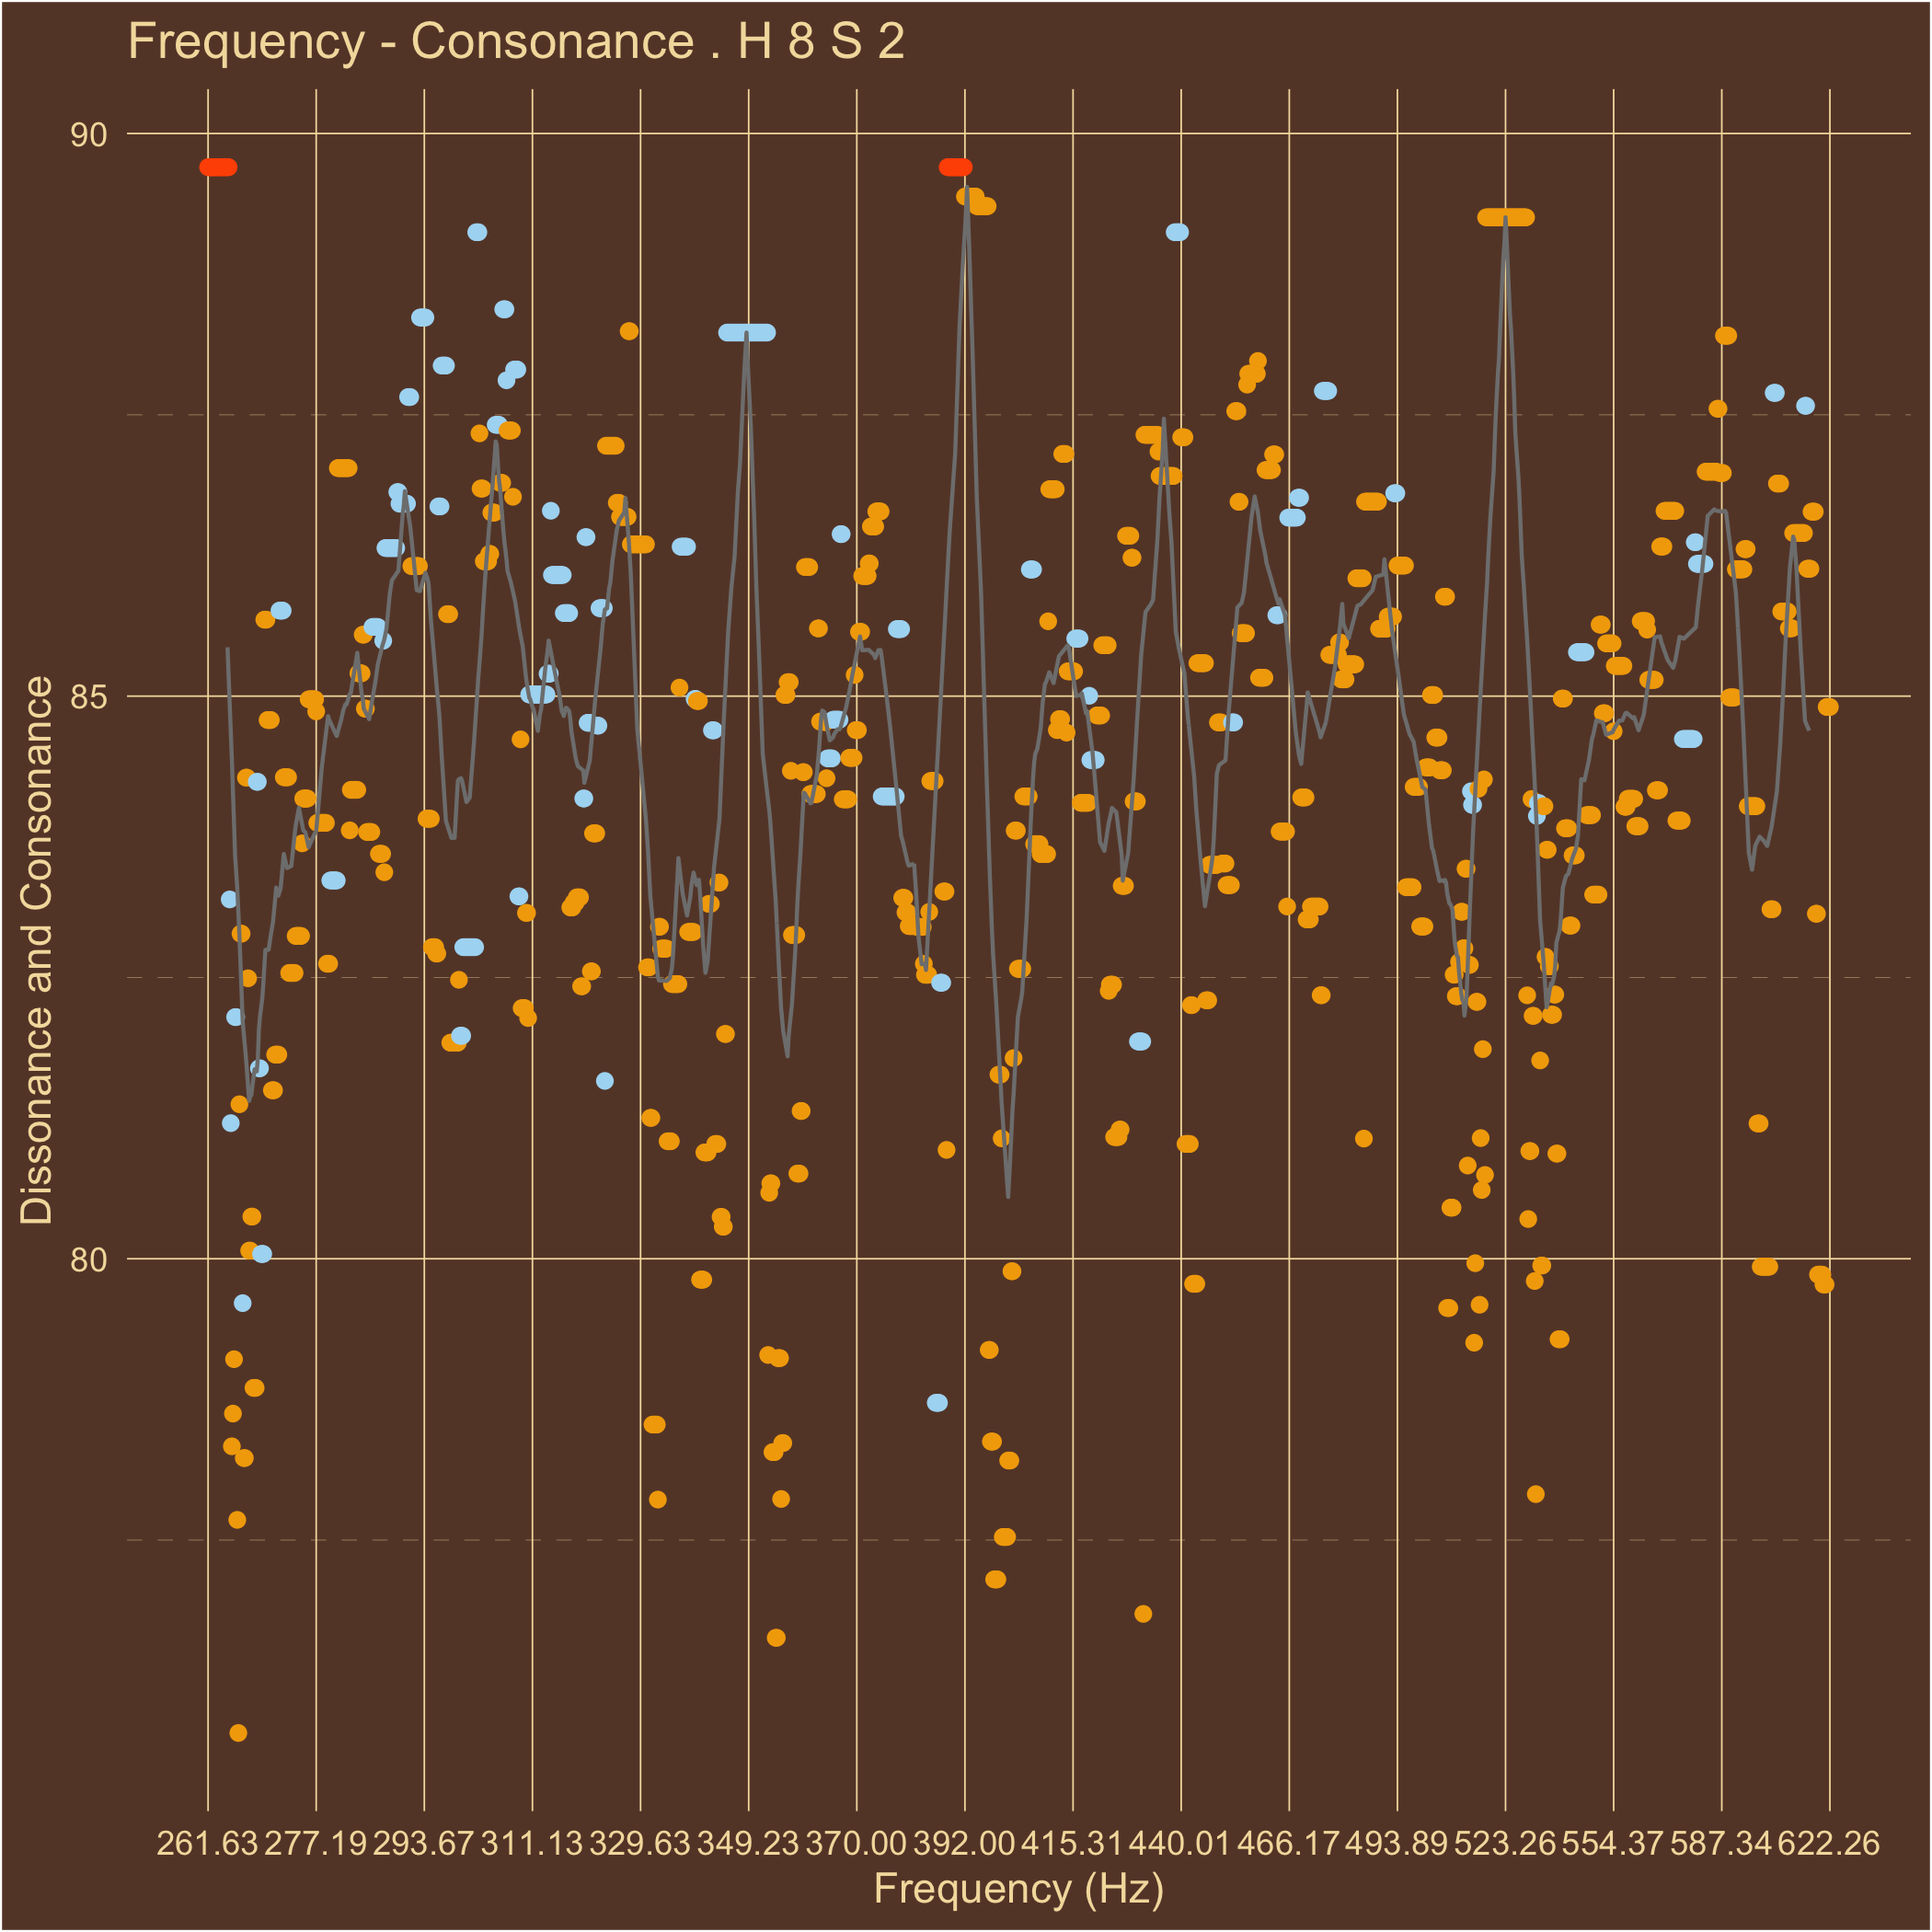 Frequency - Consonance . H 8 S 2
90
85
80
Dissonance and Consonance
261.63 277.19 293.67 311.13 329.63 349.23 370.00 392.00 415.31 440.01 466.17 493.89 523.26 554.37 587.34 622.26
Frequency (Hz)